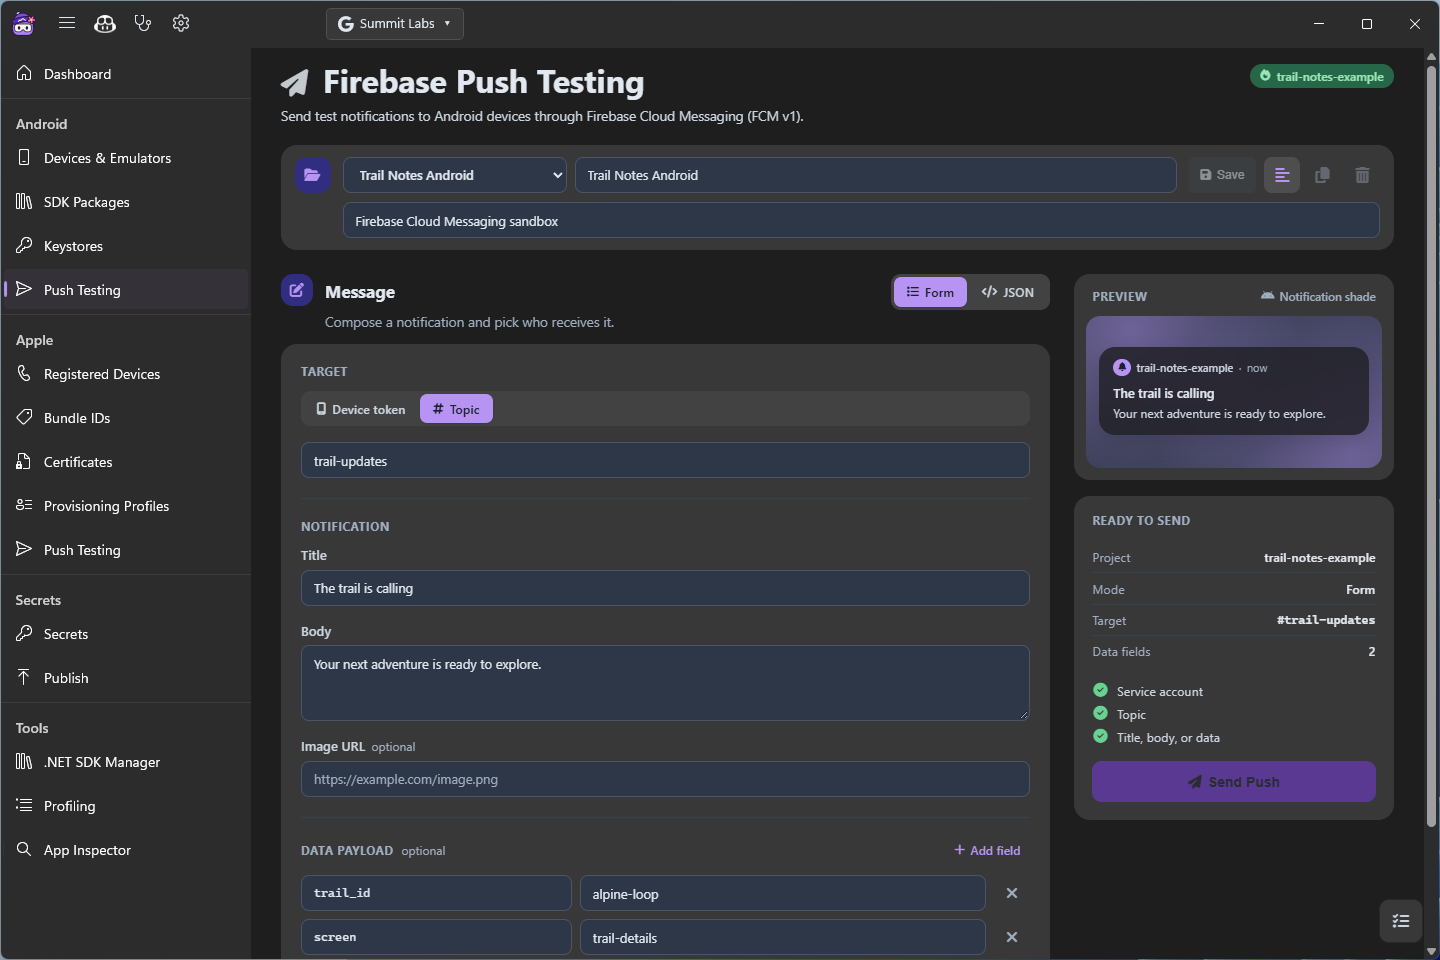 Summit Labs
Dashboard
Android
Devices & Emulators
SDK Packages
Keystores
Push Testing
Apple
Registered Devices
Bundle IDs
Certificates
Provisioning Profiles
Push Testing
Secrets
Secrets
Publish
Tools
.NET SDK Manager
Profiling
App Inspector
Firebase Push Testing
trail-notes-example
Send test notifications to Android devices through Firebase Cloud Messaging (FCM v1).
Trail Notes Android
Trail Notes Android
Save
Firebase Cloud Messaging sandbox
Message
Form
JSON
Compose a notification and pick who receives it.
TARGET
Device token
# Topic
trail-updates
NOTIFICATION
Title
The trail is calling
Body
Your next adventure is ready to explore.
Image URL optional
https://example.com/image.png
DATA PAYLOAD optional
+ Add field
trail_id
alpine-loop
screen
trail-details
PREVIEW
Notification shade
trail-notes-example · now
The trail is calling
Your next adventure is ready to explore.
READY TO SEND
Project trail-notes-example
Mode Form
Target #trail-updates
Data fields 2
Service account
Topic
Title, body, or data
Send Push